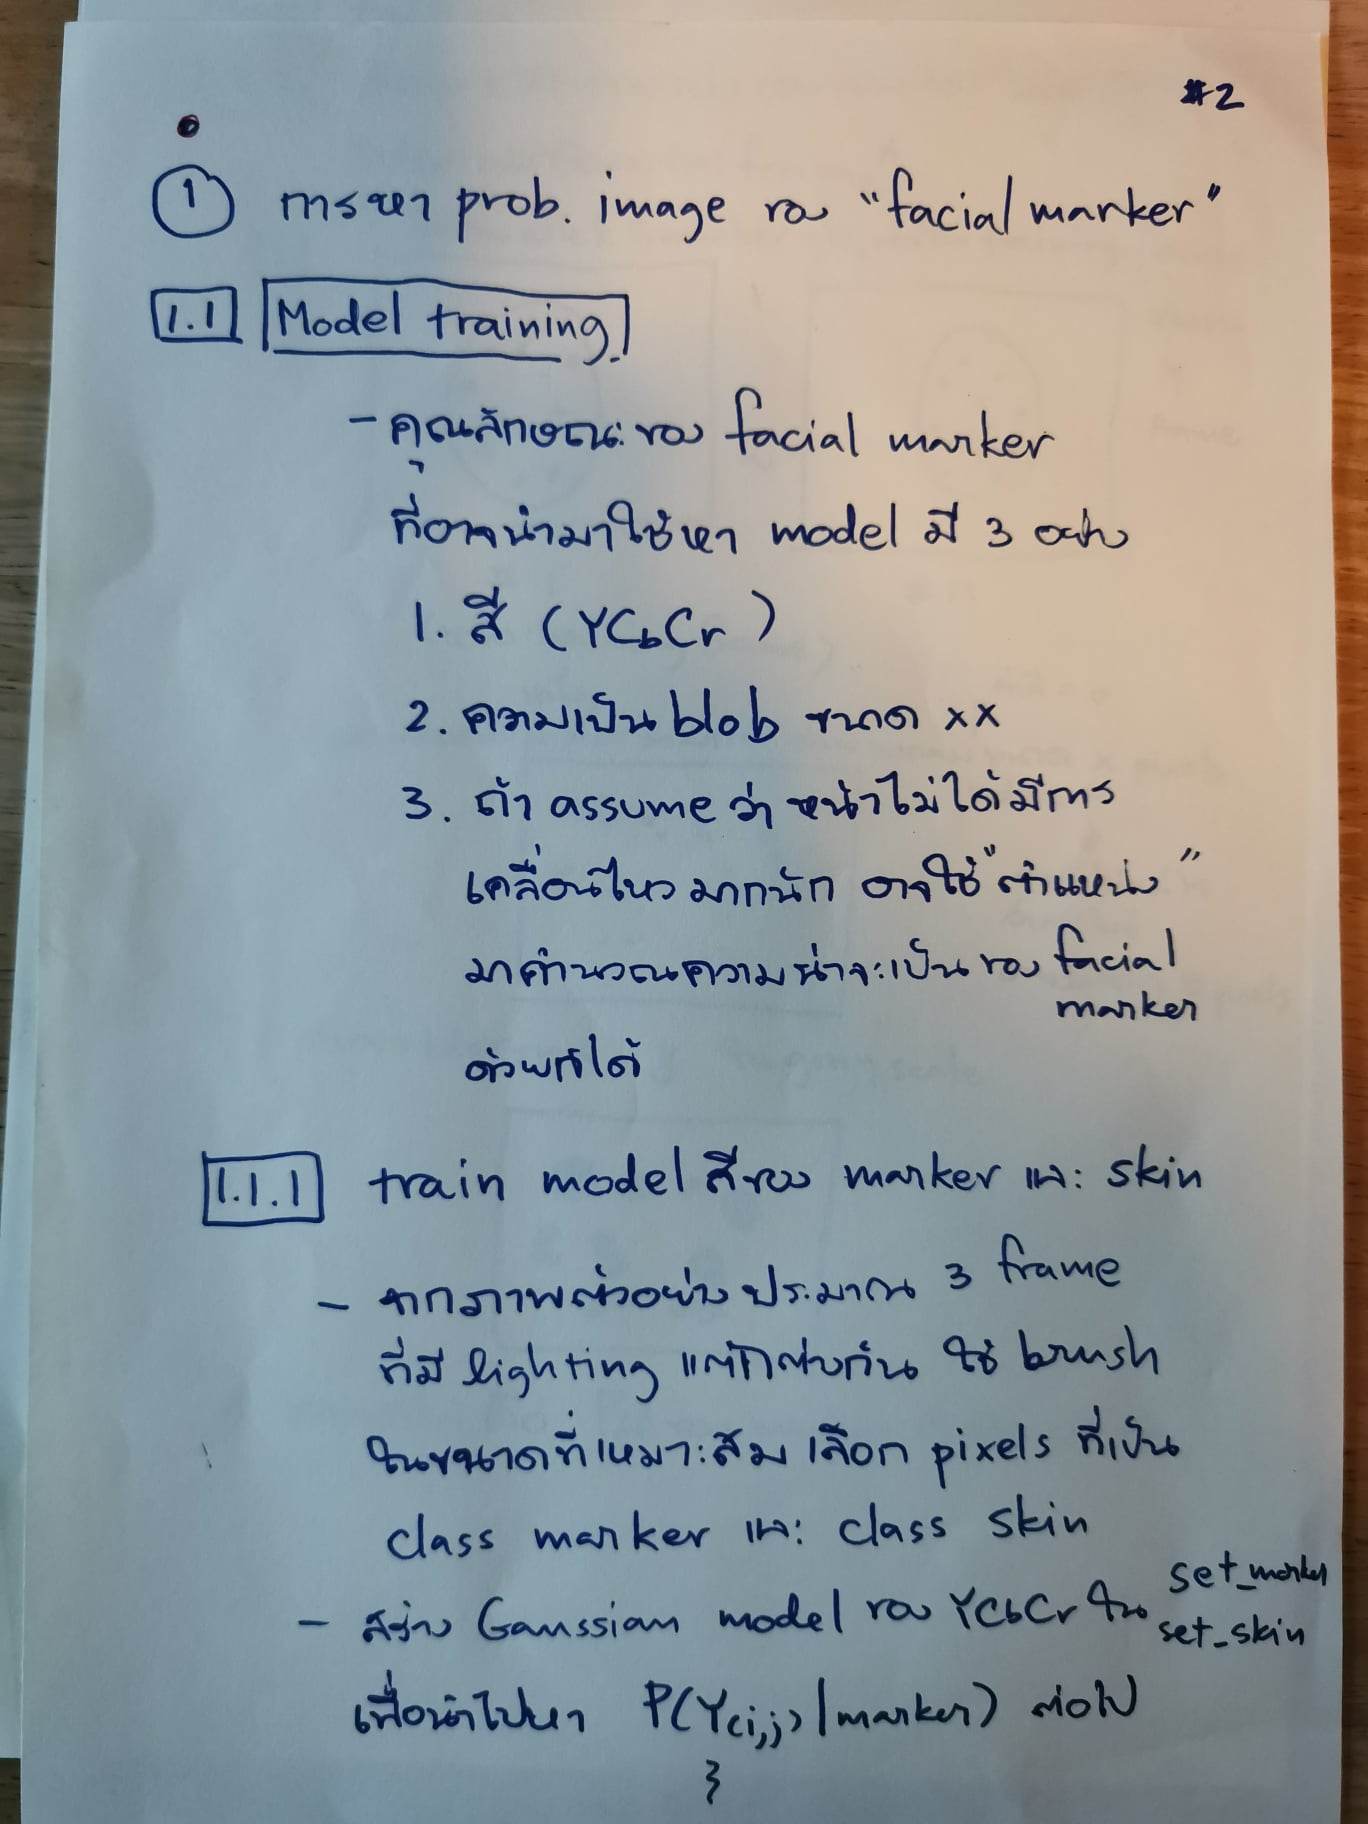 #2
1 การหา prob. image ของ "facial marker"
1.1 Model training
- คุณลักษณะของ facial marker
ที่อาจนำมาใช้หา model มี 3 อย่าง
1. สี (YCbCr)
2. ความเป็น blob ขนาด xx
3. ถ้า assume ว่า หน้าไม่ได้มีการ
เคลื่อนไหวมากนัก อาจใช้ "ตำแหน่ง"
มาคำนวณความน่าจะเป็นของ facial
marker
ด้วยก็ได้
1.1.1 train model สีของ marker และ skin
- จากภาพตัวอย่างประมาณ 3 frame
ที่มี lighting แตกต่างกัน ใช้ brush
ในขนาดที่เหมาะสม เลือก pixels ที่เป็น
class marker และ class skin
- สร้าง Gaussian model ของ YCbCr ใน set_marker
set_skin
เพื่อนำไปหา P(Y(i,j)|marker) ต่อไป
3